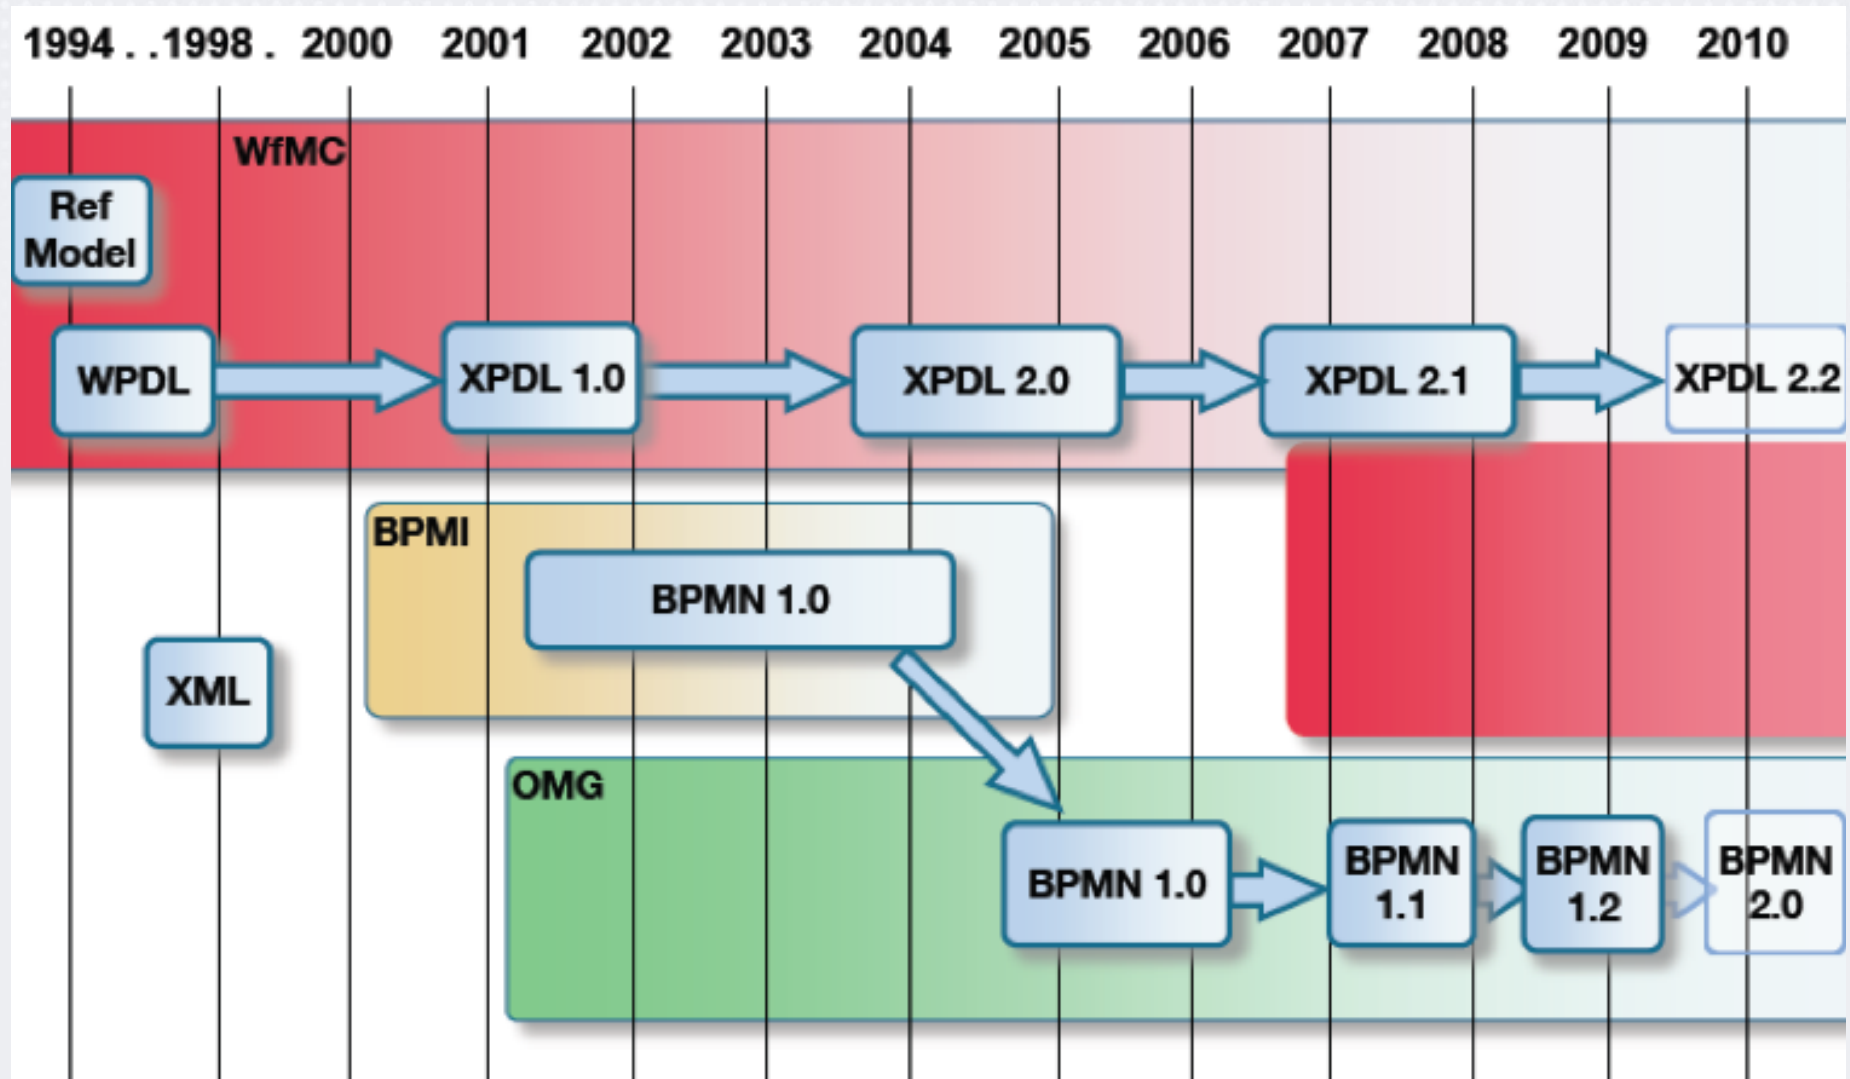 1994 . . 1998 . 2000 2001 2002 2003 2004 2005 2006 2007 2008 2009 2010
WfMC
Ref
Model
WPDL
XPDL 1.0
XPDL 2.0
XPDL 2.1
XPDL 2.2
BPMI
BPMN 1.0
XML
OMG
BPMN 1.0
BPMN
1.1
BPMN
1.2
BPMN
2.0